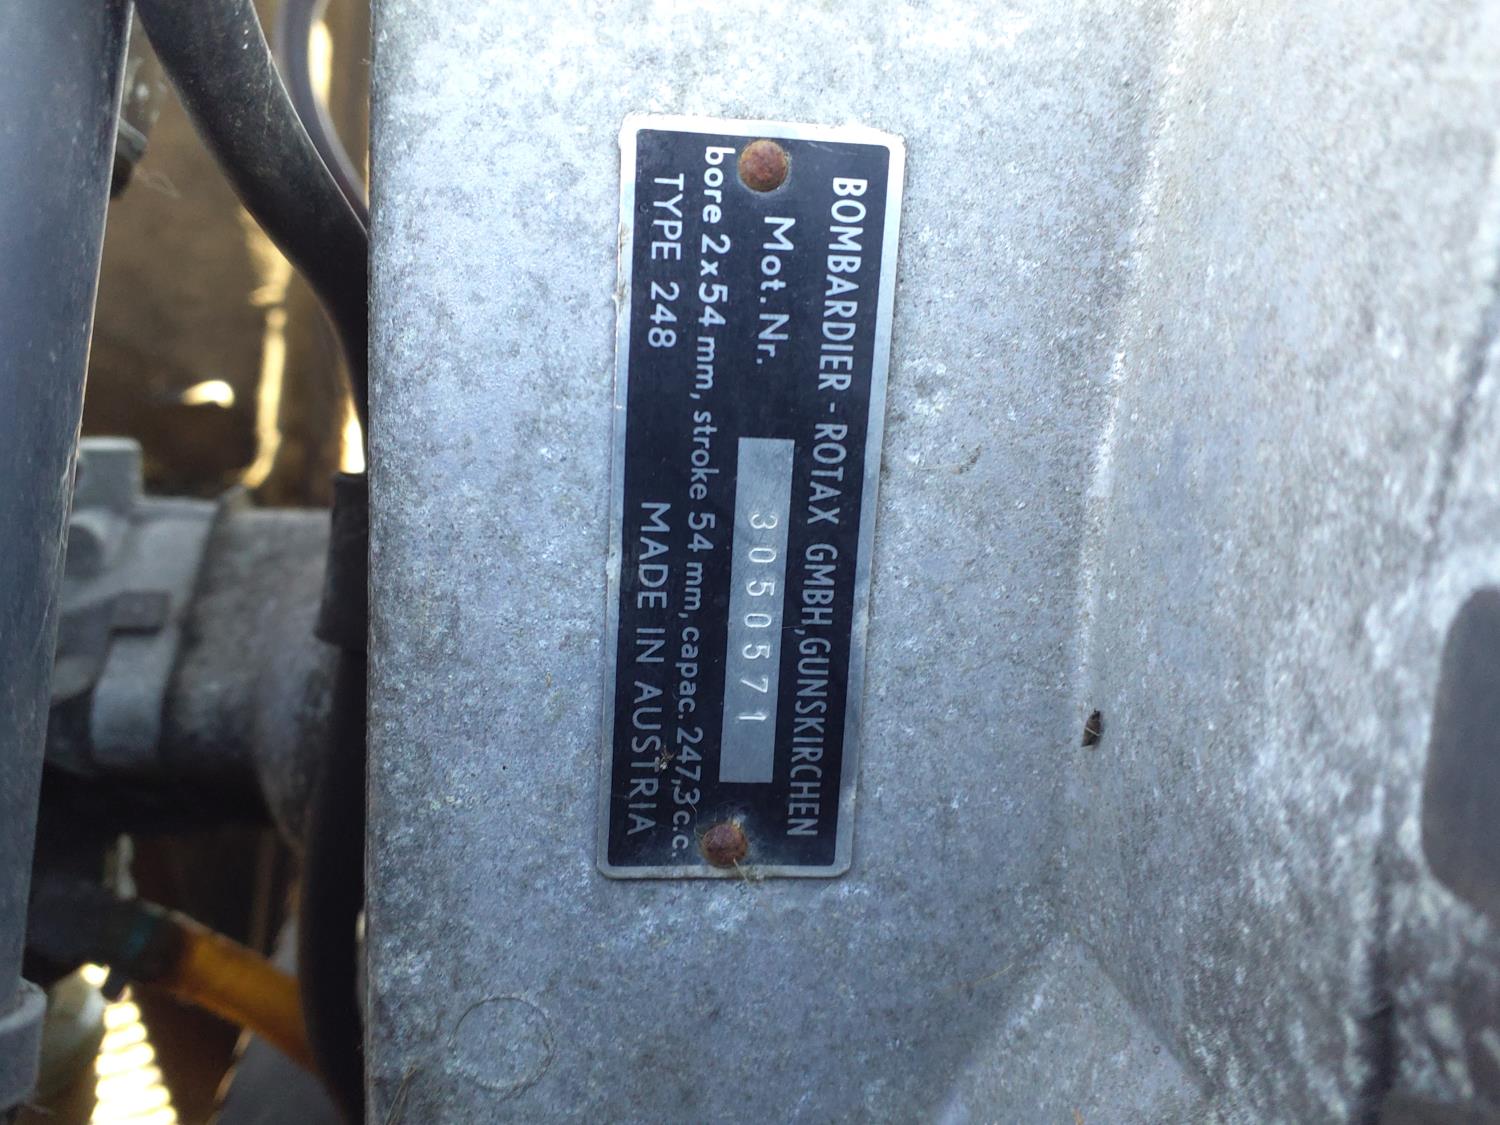 BOMBARDIER-ROTAX GMBH,GUNSKIRCHEN
Mot. Nr. 3050571
bore 2x54 mm, stroke 54 mm, capac. 247,3 c.c.
TYPE 248 MADE IN AUSTRIA